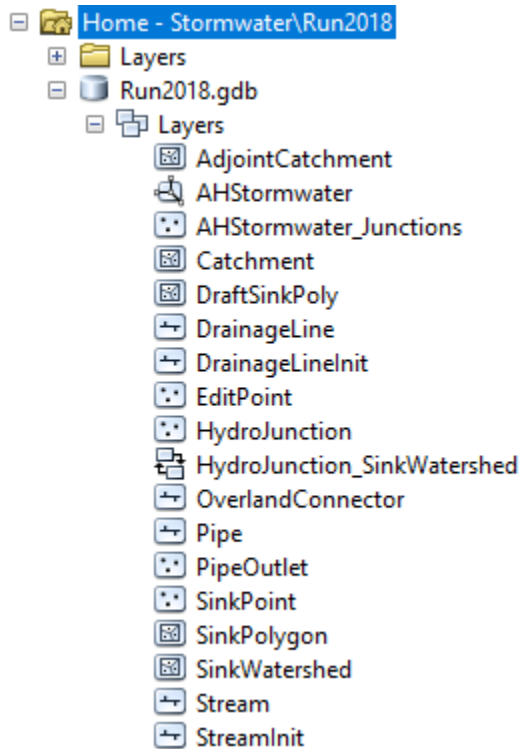 Home - Stormwater\Run2018
Layers
Run2018.gdb
Layers
AdjointCatchment
AHStormwater
AHStormwater_Junctions
Catchment
DraftSinkPoly
DrainageLine
DrainageLineInit
EditPoint
HydroJunction
HydroJunction_SinkWatershed
OverlandConnector
Pipe
PipeOutlet
SinkPoint
SinkPolygon
SinkWatershed
Stream
StreamInit